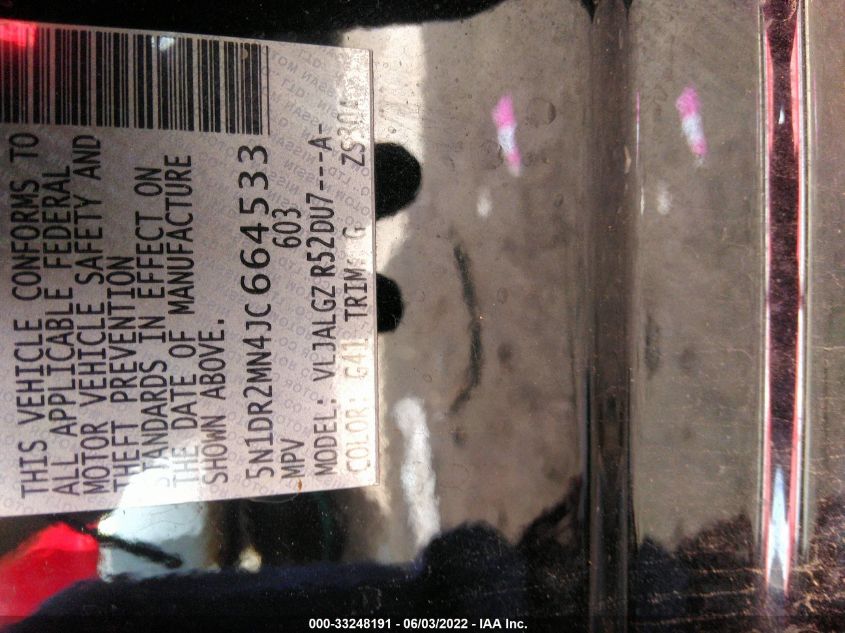 THIS VEHICLE CONFORMS TO
ALL APPLICABLE FEDERAL
MOTOR VEHICLE SAFETY AND
THEFT PREVENTION
STANDARDS IN EFFECT ON
THE DATE OF MANUFACTURE
SHOWN ABOVE.
5N1DR2MN4JC664533
MPV 603
MODEL: VLJALGZ-R52DU7---A-
COLOR: G41 TRIM: G ZS304
000-33248191 - 06/03/2022 - IAA Inc.